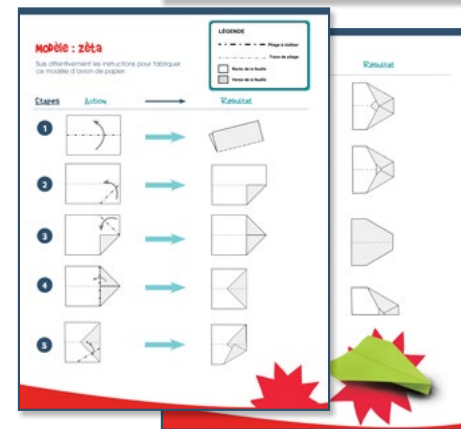 Modèle : zêta
Suis attentivement les instructions pour fabriquer
ce modèle d'avion de papier.
LÉGENDE
Pliage à réaliser
Trace de pliage
Recto de la feuille
Verso de la feuille
Étapes Action Résultat
1
2
3
4
5
Résultat